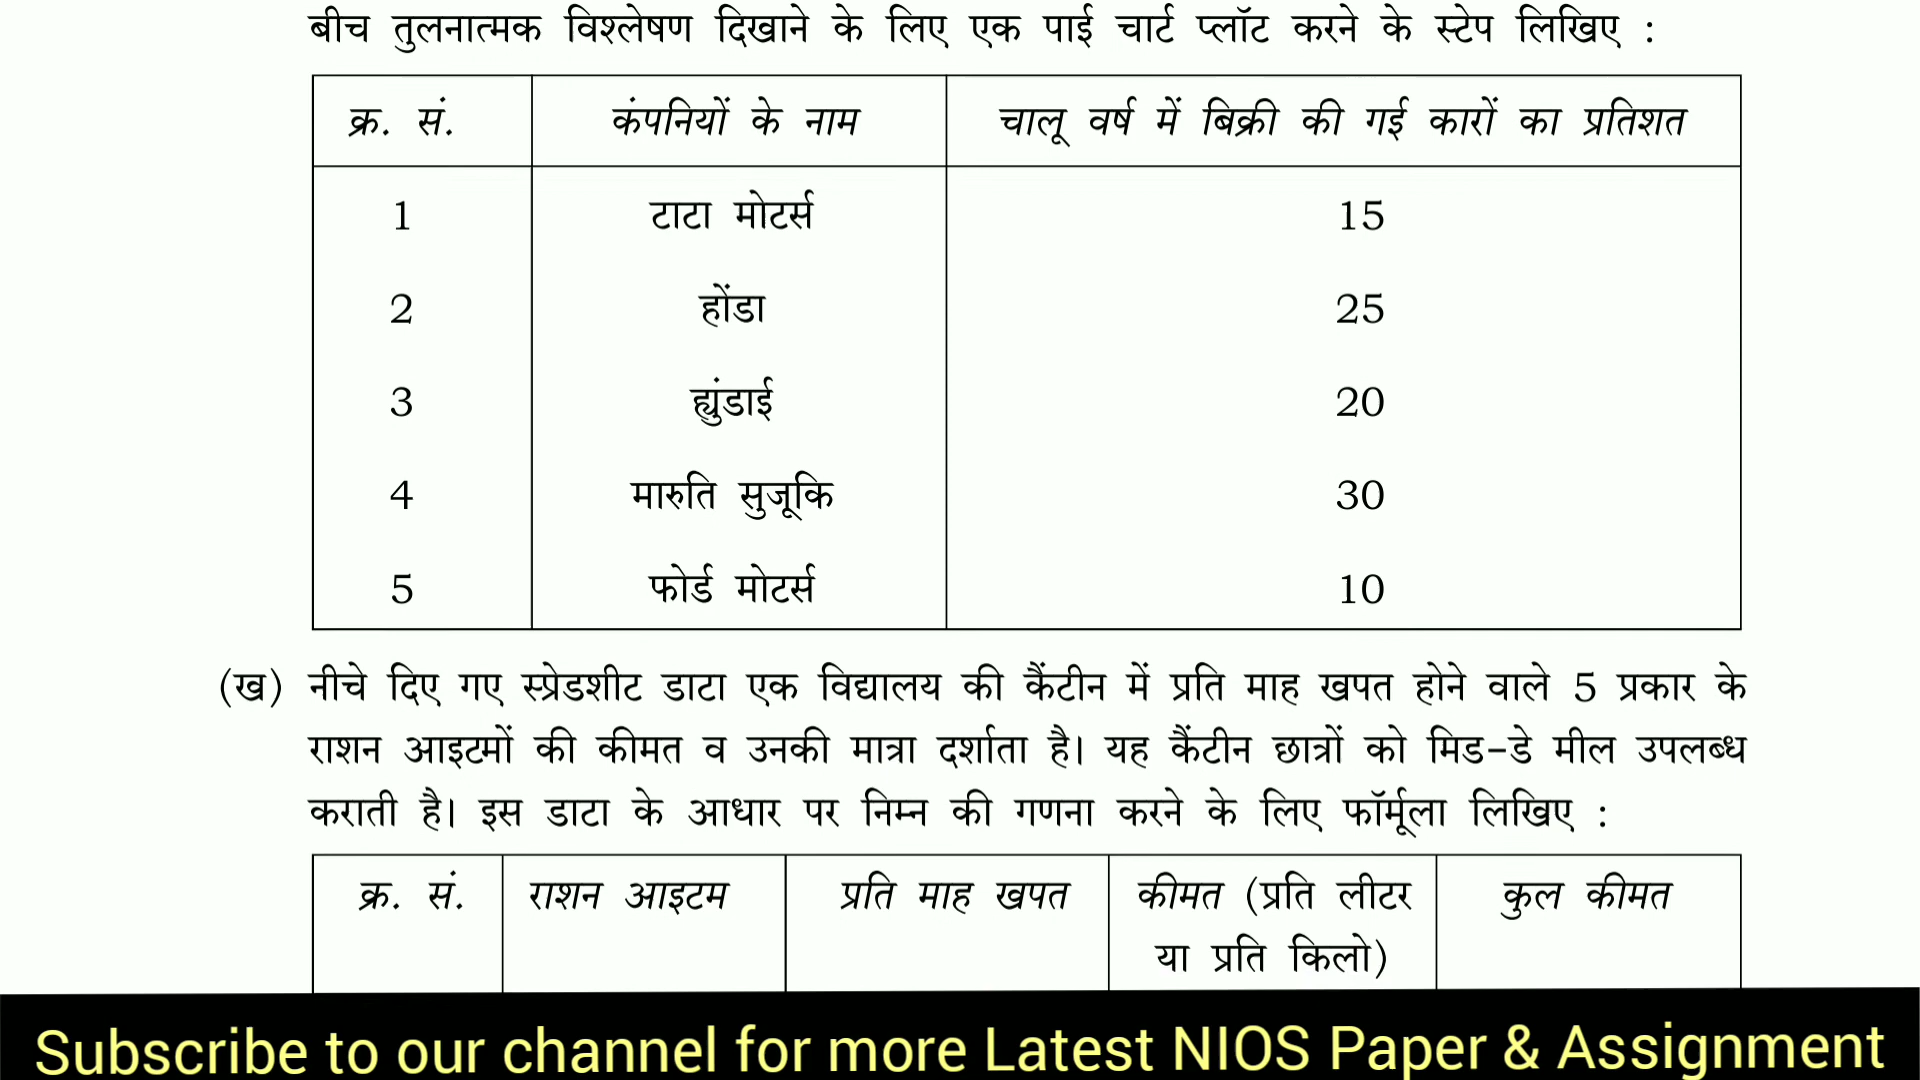 बीच तुलनात्मक विश्लेषण दिखाने के लिए एक पाई चार्ट प्लॉट करने के स्टेप लिखिए :
क्र. सं. कंपनियों के नाम चालू वर्ष में बिक्री की गई कारों का प्रतिशत
1 टाटा मोटर्स 15
2 होंडा 25
3 ह्युंडाई 20
4 मारुति सुजूकि 30
5 फोर्ड मोटर्स 10
(ख) नीचे दिए गए स्प्रेडशीट डाटा एक विद्यालय की कैंटीन में प्रति माह खपत होने वाले 5 प्रकार के
राशन आइटमों की कीमत व उनकी मात्रा दर्शाता है। यह कैंटीन छात्रों को मिड-डे मील उपलब्ध
कराती है। इस डाटा के आधार पर निम्न की गणना करने के लिए फॉर्मूला लिखिए :
क्र. सं. राशन आइटम प्रति माह खपत कीमत (प्रति लीटर कुल कीमत
या प्रति किलो)
Subscribe to our channel for more Latest NIOS Paper & Assignment